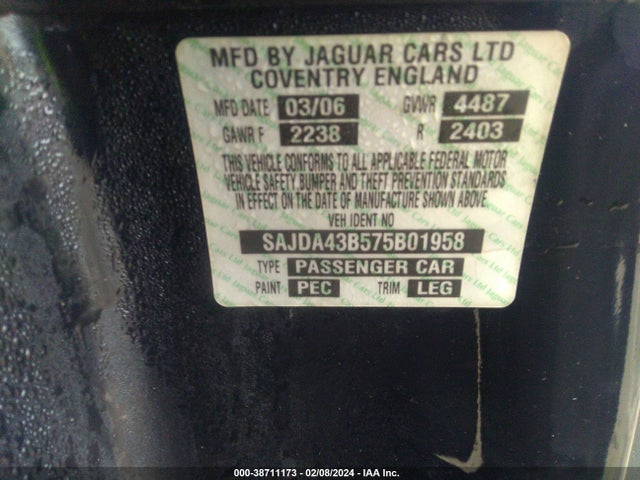 MFD BY JAGUAR CARS LTD
COVENTRY ENGLAND
MFD DATE 03/06 GVWR 4487
GAWR F 2238 R 2403
THIS VEHICLE CONFORMS TO ALL APPLICABLE FEDERAL MOTOR
VEHICLE SAFETY, BUMPER AND THEFT PREVENTION STANDARDS
IN EFFECT ON THE DATE OF MANUFACTURE SHOWN ABOVE.
VEH IDENT NO
SAJDA43B575B01958
TYPE PASSENGER CAR
PAINT PEC TRIM LEG
000-38711173 - 02/08/2024 - IAA Inc.